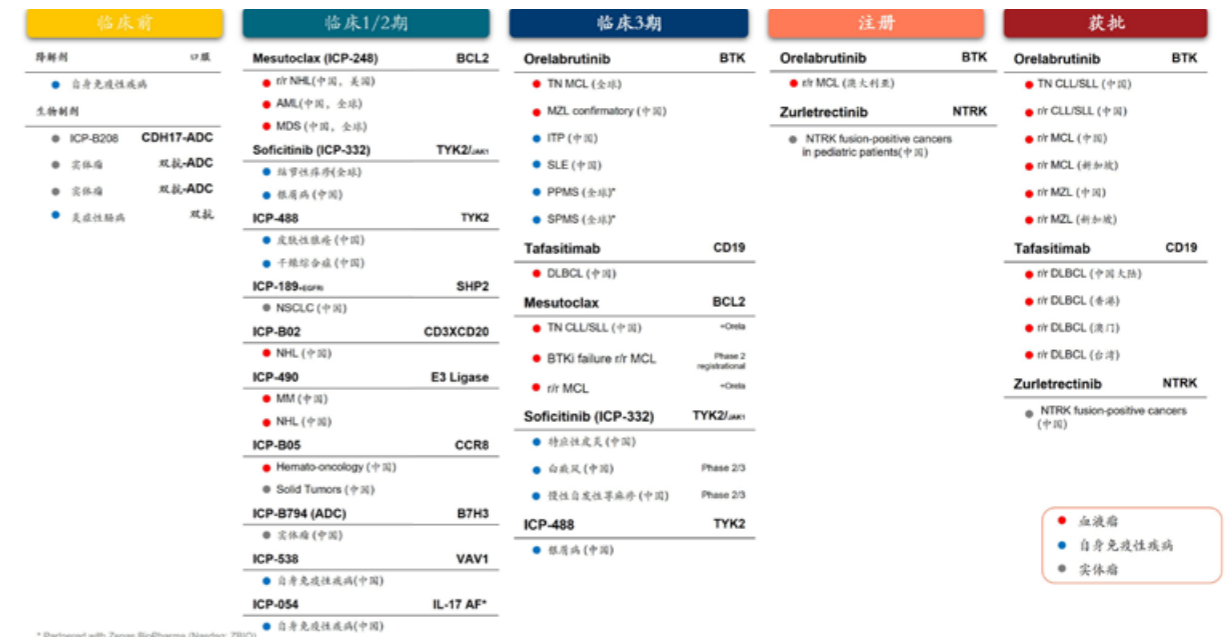 临床前
降解剂 口服
自身免疫性疾病
生物制剂
ICP-B208 CDH17-ADC
实体瘤 双抗-ADC
实体瘤 双抗-ADC
炎症性肠病 双抗
临床1/2期
Mesutoclax (ICP-248) BCL2
r/r NHL(中国，美国)
AML(中国，全球)
MDS (中国，全球)
Soficitinib (ICP-332) TYK2/JAK1
结节性痒疹(全球)
银屑病(中国)
ICP-488 TYK2
皮肤性狼疮(中国)
干燥综合症(中国)
ICP-189+EGFRi SHP2
NSCLC (中国)
ICP-B02 CD3XCD20
NHL (中国)
ICP-490 E3 Ligase
MM (中国)
NHL (中国)
ICP-B05 CCR8
Hemato-oncology (中国)
Solid Tumors (中国)
ICP-B794 (ADC) B7H3
实体瘤(中国)
ICP-538 VAV1
自身免疫性疾病(中国)
ICP-054 IL-17 AF*
自身免疫性疾病(中国)
临床3期
Orelabrutinib BTK
TN MCL (全球)
MZL confirmatory (中国)
ITP (中国)
SLE (中国)
PPMS (全球)*
SPMS (全球)*
Tafasitimab CD19
DLBCL (中国)
Mesutoclax BCL2
TN CLL/SLL (中国) +Orela
BTKi failure r/r MCL Phase 2
registrational
r/r MCL +Orela
Soficitinib (ICP-332) TYK2/JAK1
特应性皮炎(中国)
白癜风(中国) Phase 2/3
慢性自发性荨麻疹(中国) Phase 2/3
ICP-488 TYK2
银屑病(中国)
注册
Orelabrutinib BTK
r/r MCL (澳大利亚)
Zurletrectinib NTRK
NTRK fusion-positive cancers
in pediatric patients(中国)
获批
Orelabrutinib BTK
TN CLL/SLL (中国)
r/r CLL/SLL (中国)
r/r MCL (中国)
r/r MCL (新加坡)
r/r MZL (中国)
r/r MZL (新加坡)
Tafasitimab CD19
r/r DLBCL (中国大陆)
r/r DLBCL (香港)
r/r DLBCL (澳门)
r/r DLBCL (台湾)
Zurletrectinib NTRK
NTRK fusion-positive cancers
(中国)
血液瘤
自身免疫性疾病
实体瘤
* Partnered with Zenas BioPharma (Nasdaq: ZBIO)